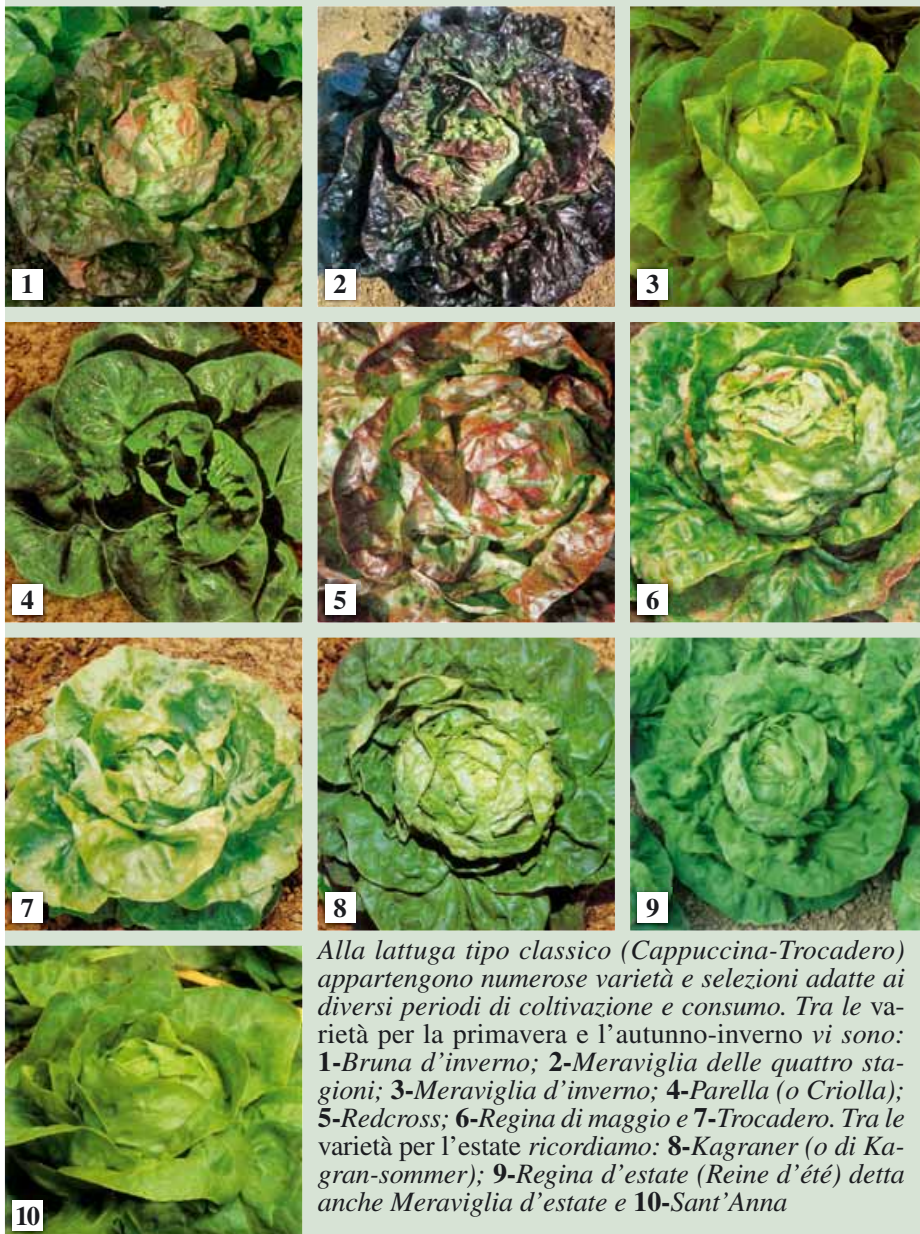 1
2
3
4
5
6
7
8
9
10
Alla lattuga tipo classico (Cappuccina-Trocadero)
appartengono numerose varietà e selezioni adatte ai
diversi periodi di coltivazione e consumo. Tra le va-
rietà per la primavera e l'autunno-inverno vi sono:
1-Bruna d'inverno; 2-Meraviglia delle quattro sta-
gioni; 3-Meraviglia d'inverno; 4-Parella (o Criolla);
5-Redcross; 6-Regina di maggio e 7-Trocadero. Tra le
varietà per l'estate ricordiamo: 8-Kagraner (o di Ka-
gran-sommer); 9-Regina d'estate (Reine d'été) detta
anche Meraviglia d'estate e 10-Sant'Anna